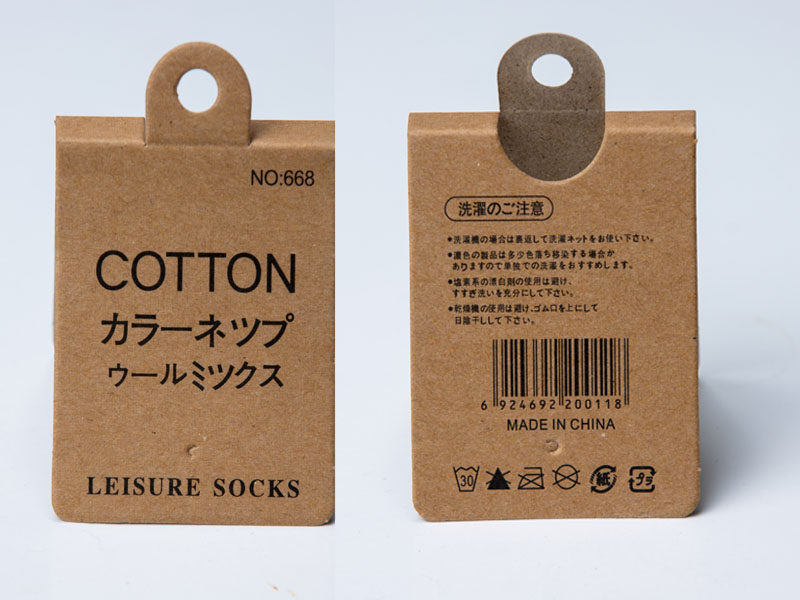 NO:668
COTTON
カラーネツプ
ゥールミツクス
LEISURE SOCKS
洗濯のご注意
•洗濯機の場合は裏返して洗濯ネットをお使い下さい。
•濃色の製品は多少色落ち移染する場合か
ありますので単独での洗濯をおすすめします。
•塩素系の漂白剤の使用は避け、
すすぎ洗いを充分にして下さい。
•乾燥機の使用は避け、ゴム口を上にして
日陰干しして下さい。
6 924692 200118
MADE IN CHINA
30
紙
プラ